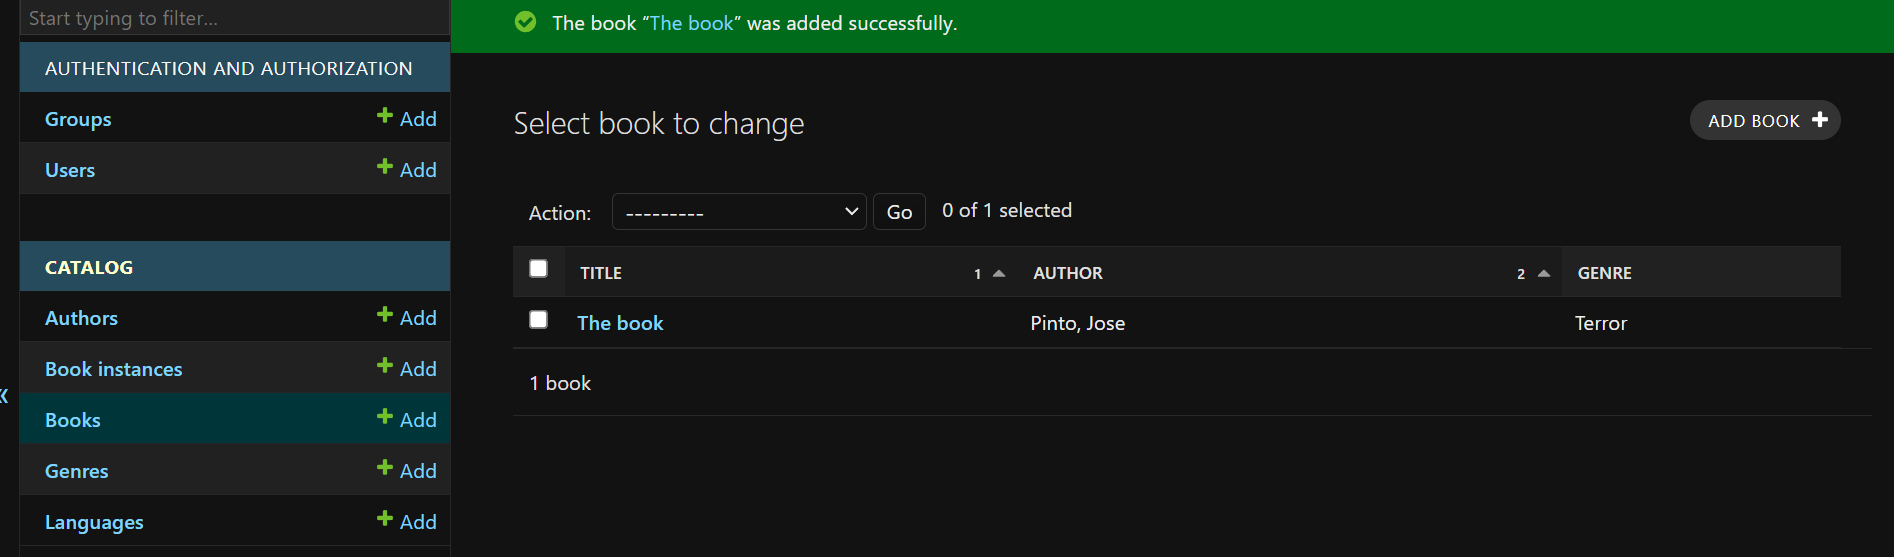 Start typing to filter...
AUTHENTICATION AND AUTHORIZATION
Groups + Add
Users + Add
CATALOG
Authors + Add
Book instances + Add
Books + Add
Genres + Add
Languages + Add
«
The book “The book” was added successfully.
Select book to change
ADD BOOK +
Action: --------- Go 0 of 1 selected
TITLE 1 AUTHOR 2 GENRE
The book Pinto, Jose Terror
1 book